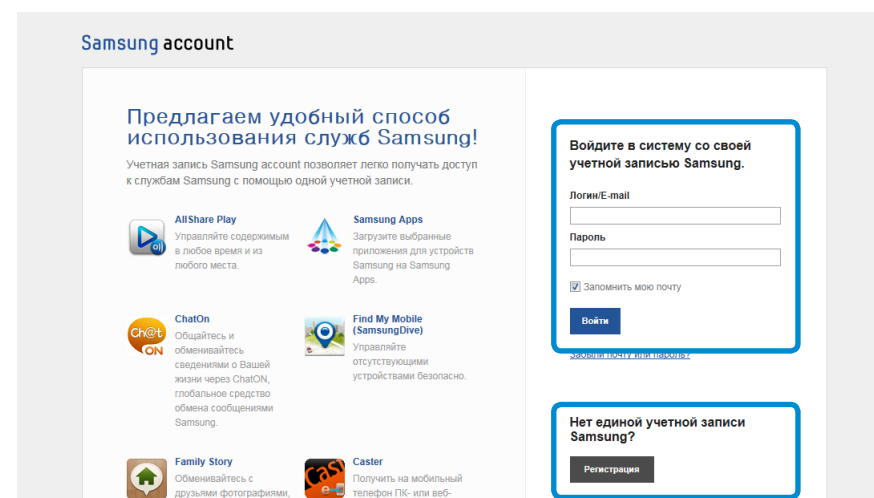 Samsung account
Предлагаем удобный способ
использования служб Samsung!
Учетная запись Samsung account позволяет легко получать доступ
к службам Samsung с помощью одной учетной записи.
AllShare Play
Управляйте содержимым
в любое время и из
любого места.
Samsung Apps
Загрузите выбранные
приложения для устройств
Samsung на Samsung
Apps.
Ch@t
ON
ChatOn
Общайтесь и
обменивайтесь
сведениями о Вашей
жизни через ChatON,
глобальное средство
обмена сообщениями
Samsung.
Find My Mobile
(SamsungDive)
Управляйте
отсутствующими
устройствами безопасно.
Family Story
Обменивайтесь с
друзьями фотографиями,
Cast
Caster
Получить на мобильный
телефон ПК- или веб-
Войдите в систему со своей
учетной записью Samsung.
Логин/E-mail
Пароль
Запомнить мою почту
Войти
Забыли почту или пароль?
Нет единой учетной записи
Samsung?
Регистрация